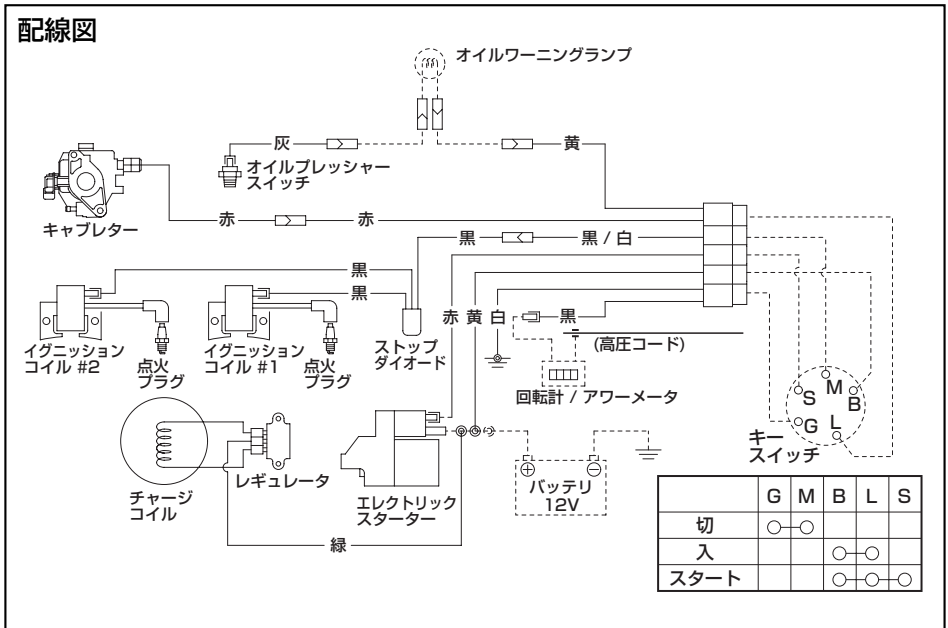 配線図
オイルワーニングランプ
灰
黄
オイルプレッシャー
スイッチ
キャブレター
赤
赤
黒
黒 / 白
黒
黒
赤 黄 白
黒
(高圧コード)
イグニッション
コイル #2
点火
プラグ
イグニッション
コイル #1
点火
プラグ
ストップ
ダイオード
回転計 / アワーメータ
S
M
B
G
L
キー
スイッチ
チャージ
コイル
レギュレータ
エレクトリック
スターター
バッテリ
12V
緑
G M B L S
切
入
スタート